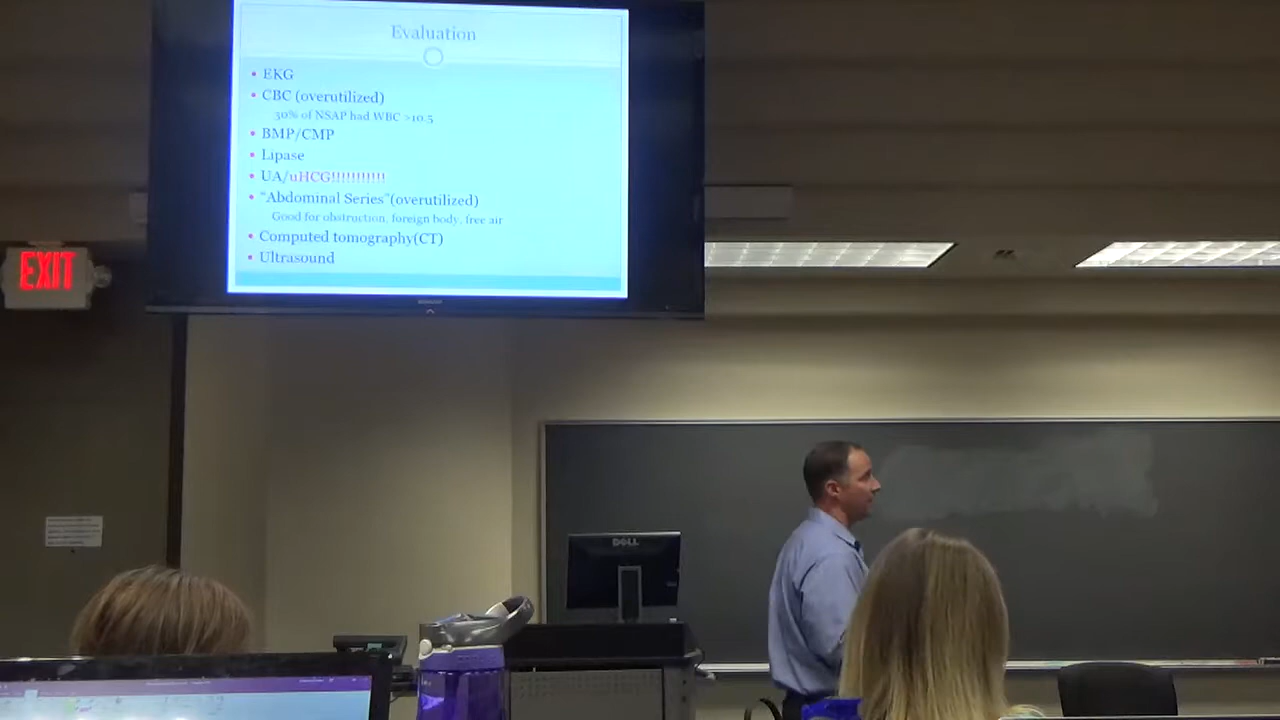 Evaluation
• EKG
• CBC (overutilized)
30% of NSAP had WBC >10.5
• BMP/CMP
• Lipase
• UA/uHCG!!!!!!!!!!!
• “Abdominal Series”(overutilized)
Good for obstruction, foreign body, free air
• Computed tomography(CT)
• Ultrasound
EXIT
DELL